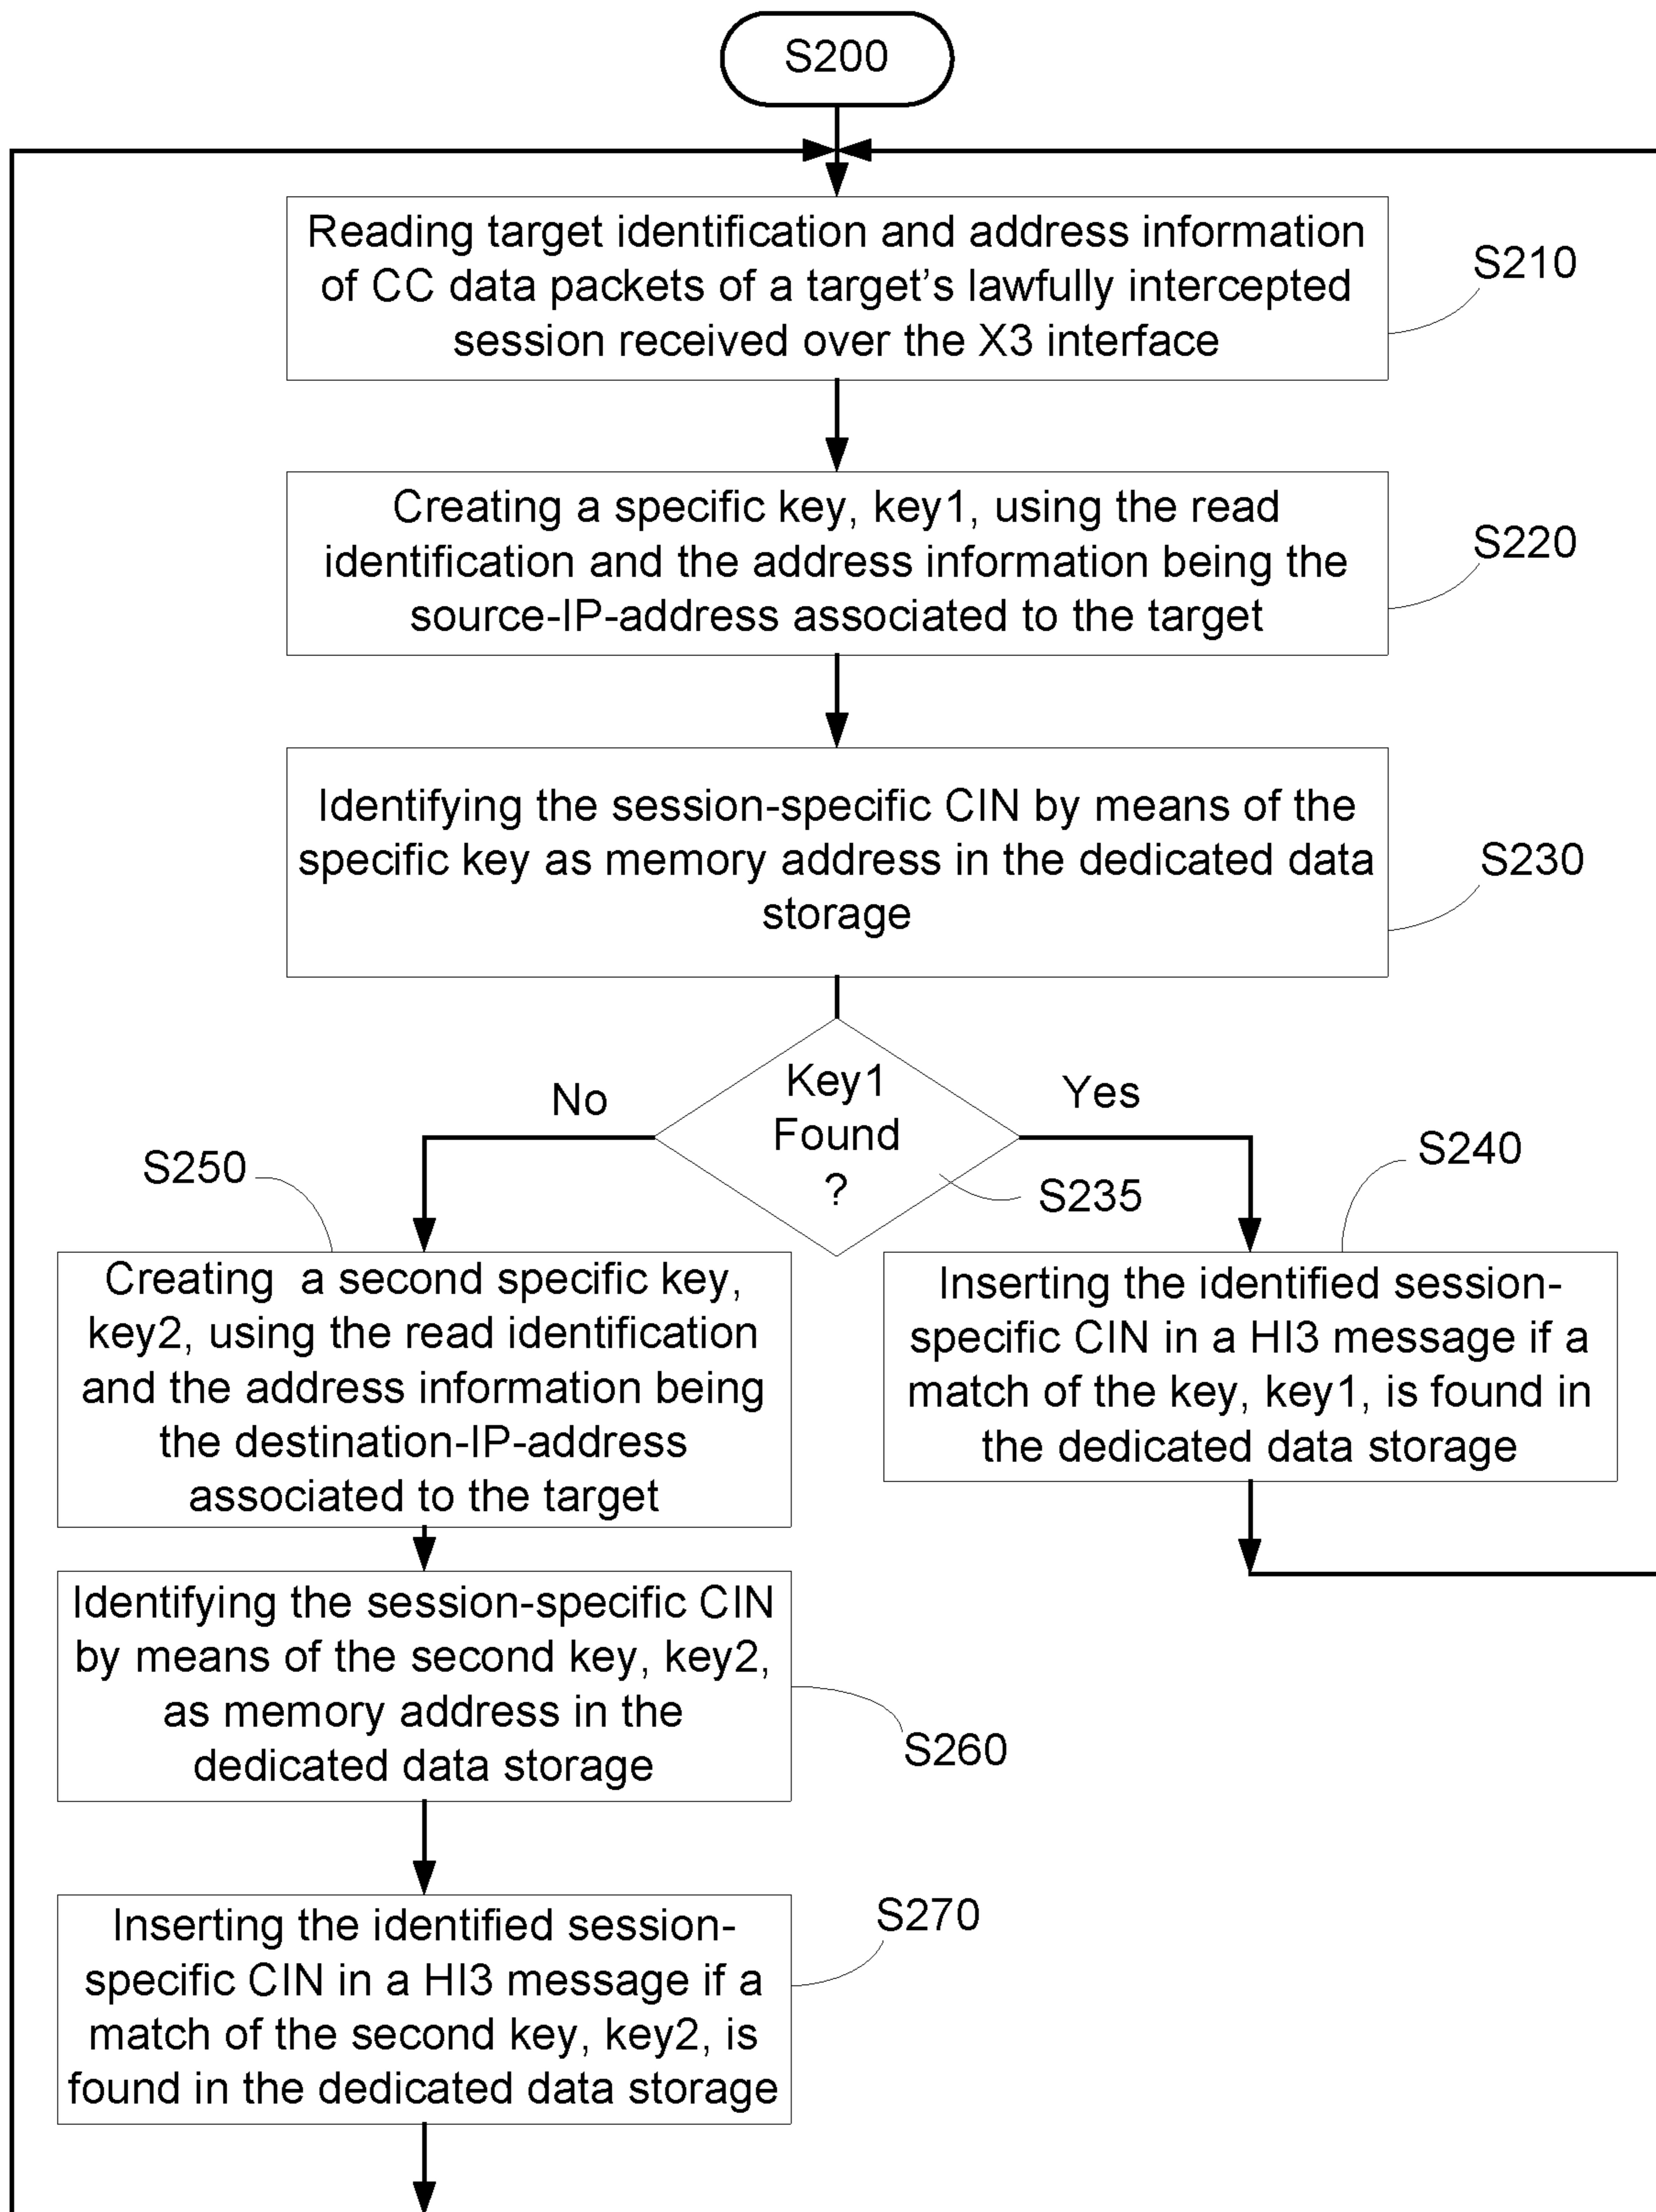 S200
Reading target identification and address information
of CC data packets of a target's lawfully intercepted
session received over the X3 interface
S210
Creating a specific key, key1, using the read
identification and the address information being the
source-IP-address associated to the target
S220
Identifying the session-specific CIN by means of the
specific key as memory address in the dedicated data
storage
S230
Key1
Found
?
No
Yes
S235
S250
S240
Creating a second specific key,
key2, using the read identification
and the address information being
the destination-IP-address
associated to the target
Inserting the identified session-
specific CIN in a HI3 message if a
match of the key, key1, is found in
the dedicated data storage
Identifying the session-specific CIN
by means of the second key, key2,
as memory address in the
dedicated data storage
S260
Inserting the identified session-
specific CIN in a HI3 message if a
match of the second key, key2, is
found in the dedicated data storage
S270